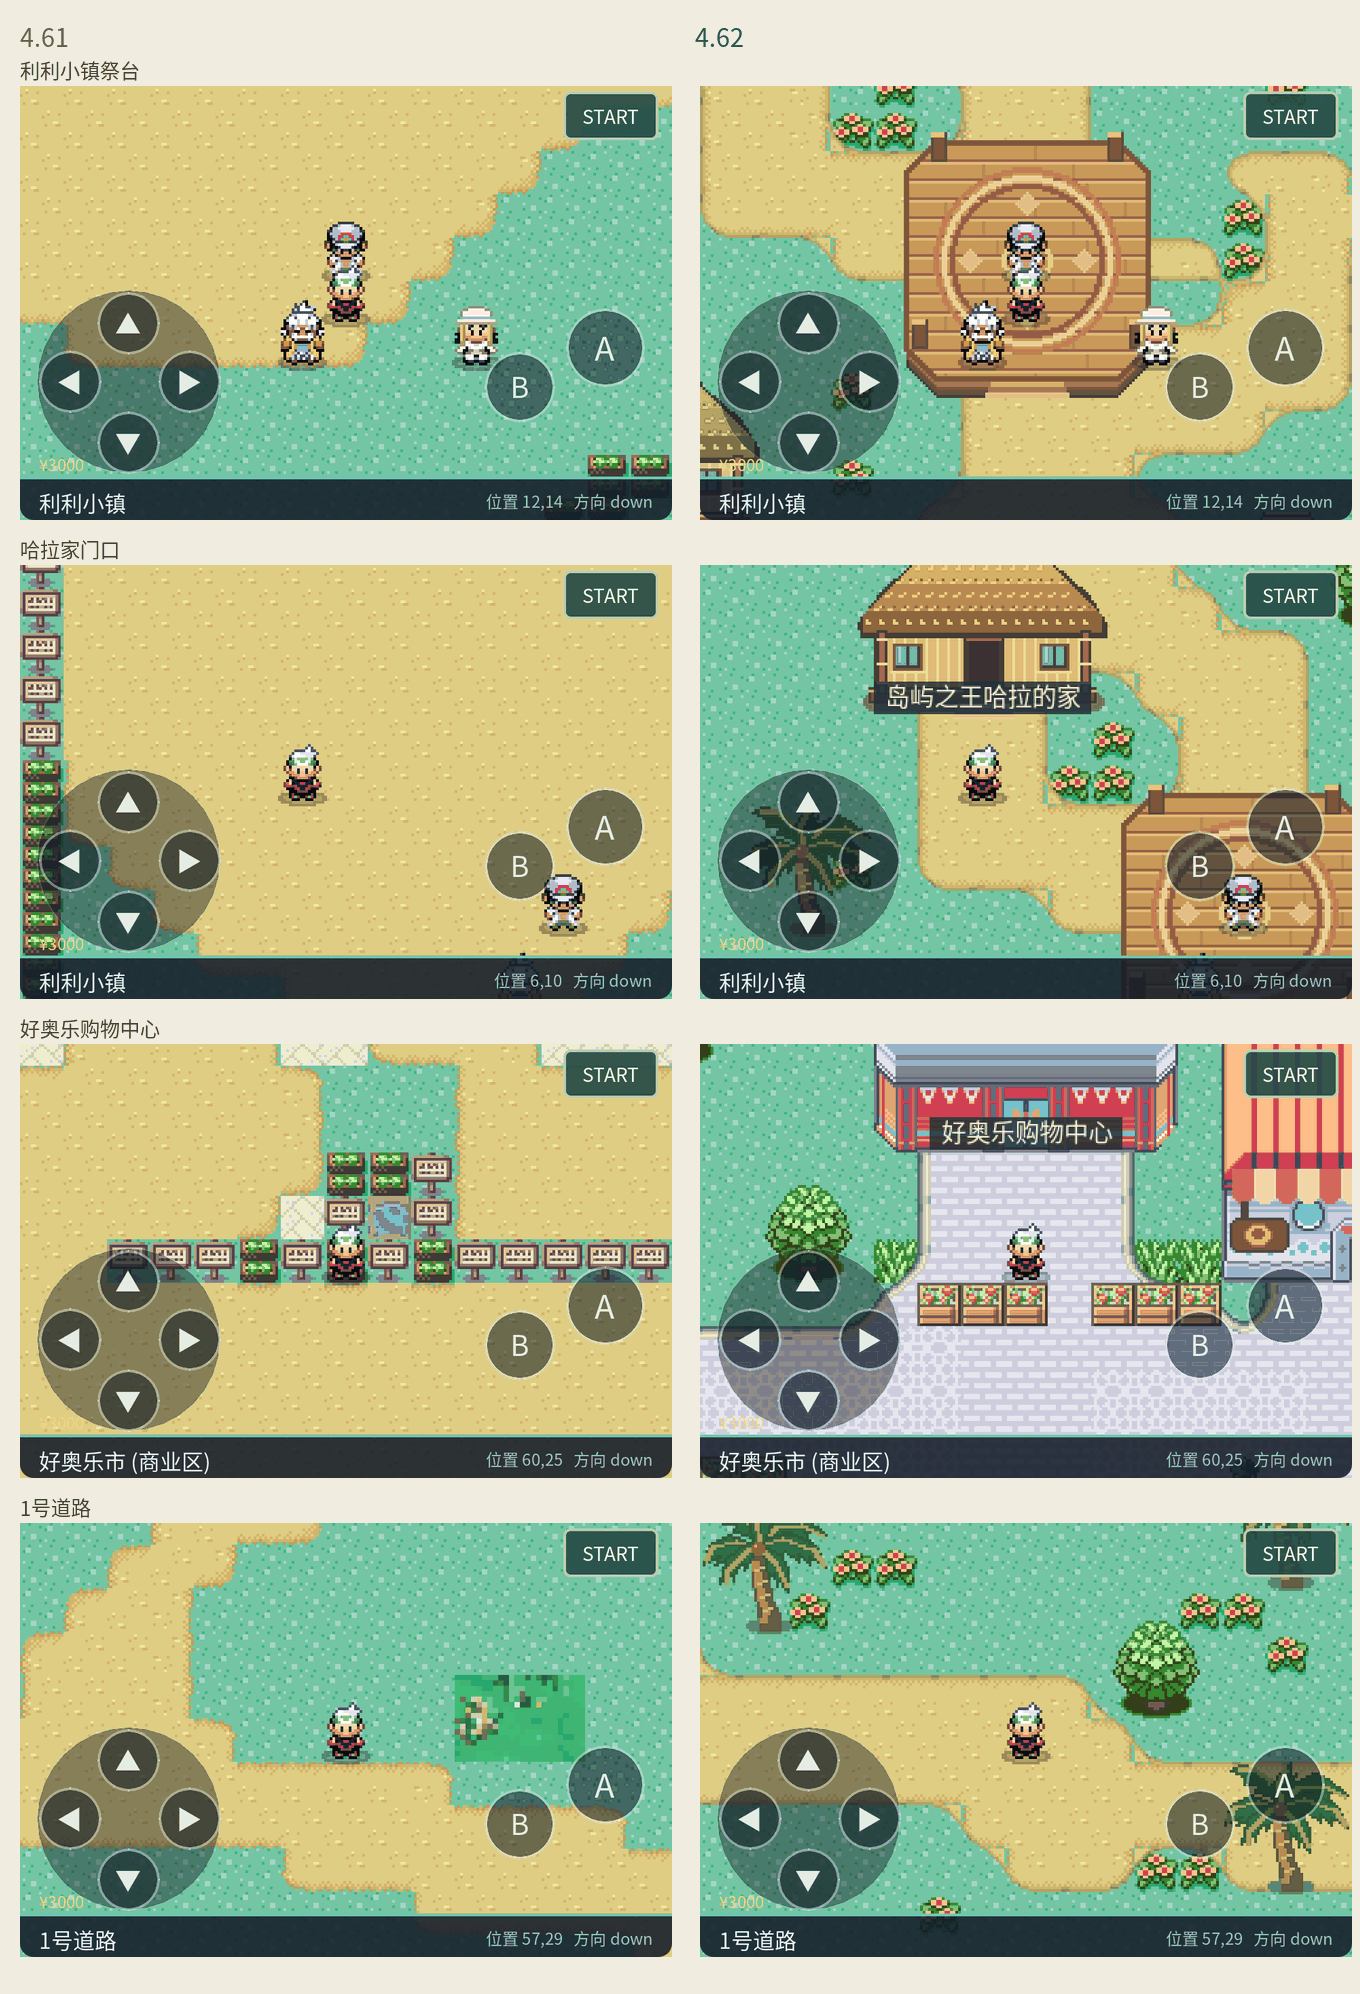 4.61
4.62
利利小镇祭台
START
A
B
¥3000
利利小镇
位置 12,14 方向 down
START
A
B
¥3000
利利小镇
位置 12,14 方向 down
哈拉家门口
START
A
B
¥3000
利利小镇
位置 6,10 方向 down
START
岛屿之王哈拉的家
A
B
¥3000
利利小镇
位置 6,10 方向 down
好奥乐购物中心
START
A
B
好奥乐市 (商业区)
位置 60,25 方向 down
START
好奥乐购物中心
A
B
¥3000
好奥乐市 (商业区)
位置 60,25 方向 down
1号道路
START
A
B
¥3000
1号道路
位置 57,29 方向 down
START
A
B
¥3000
1号道路
位置 57,29 方向 down